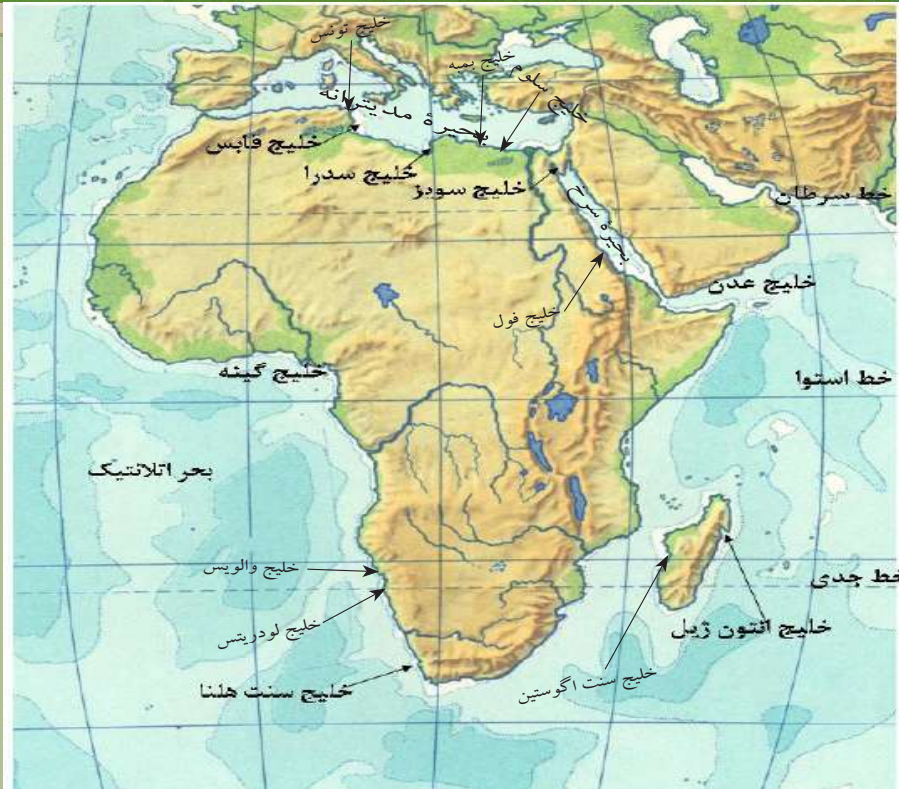 خلیج تونس
خلیج بمبه
خلیج سلوم
بحیرۀ مدیترانه
خلیج قابس
خلیج سدرا
خلیج سویز
خط سرطان
بحیرۀ سرخ
خلیج عدن
خلیج فول
خلیج گینه
خط استوا
بحر اتلانتیک
خلیج والویس
خط جدی
خلیج لودریتس
خلیج انتون ژیل
خلیج سنت اگوستین
خلیج سنت هلنا